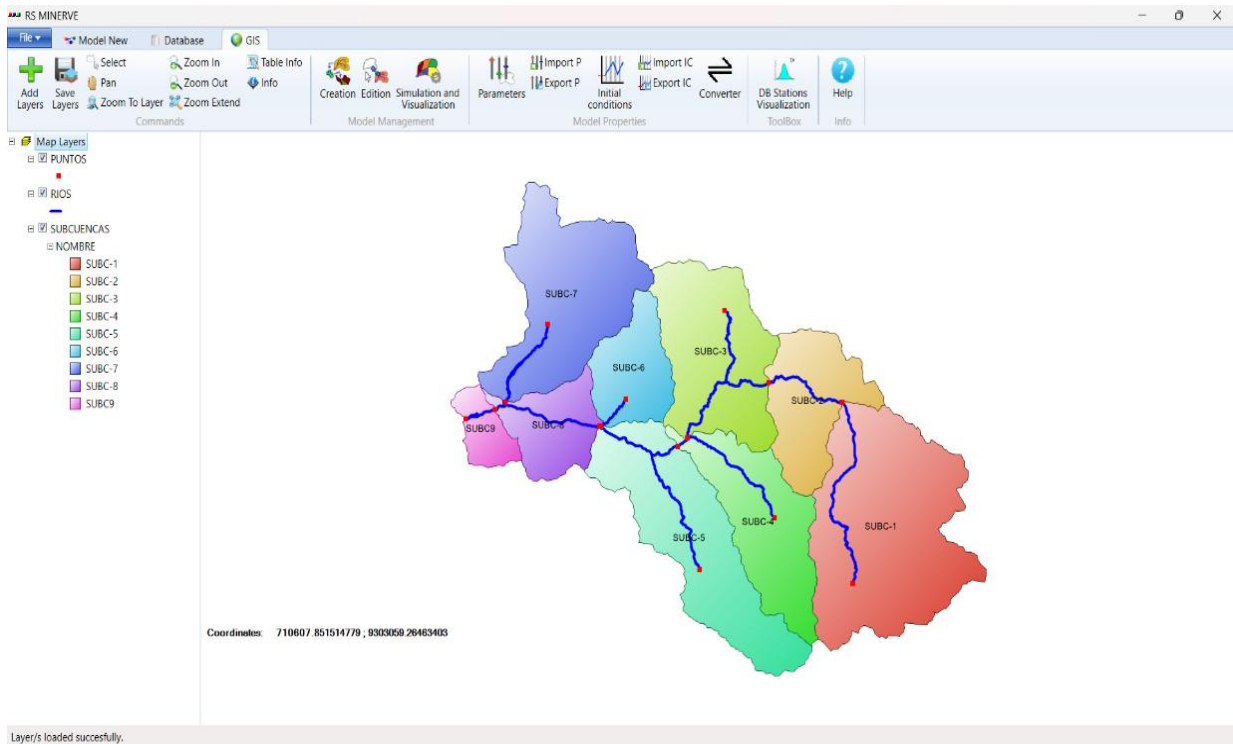 RS MINERVE
File Model New Database GIS
Add Layers
Save Layers
Select
Pan
Zoom To Layer
Zoom In
Zoom Out
Zoom Extend
Table Info
Info
Commands
Creation
Edition
Simulation and Visualization
Model Management
Parameters
Import P
Export P
Initial conditions
Import IC
Export IC
Converter
Model Properties
DB Stations Visualization
ToolBox
Help
Info
Map Layers
PUNTOS
RIOS
SUBCUENCAS
NOMBRE
SUBC-1
SUBC-2
SUBC-3
SUBC-4
SUBC-5
SUBC-6
SUBC-7
SUBC-8
SUBC9
SUBC-7
SUBC-3
SUBC-6
SUBC-2
SUBC9
SUBC-8
SUBC-4
SUBC-1
SUBC-5
Coordinates: 710607.851514779 ; 9303059.26463403
Layer/s loaded succesfully.